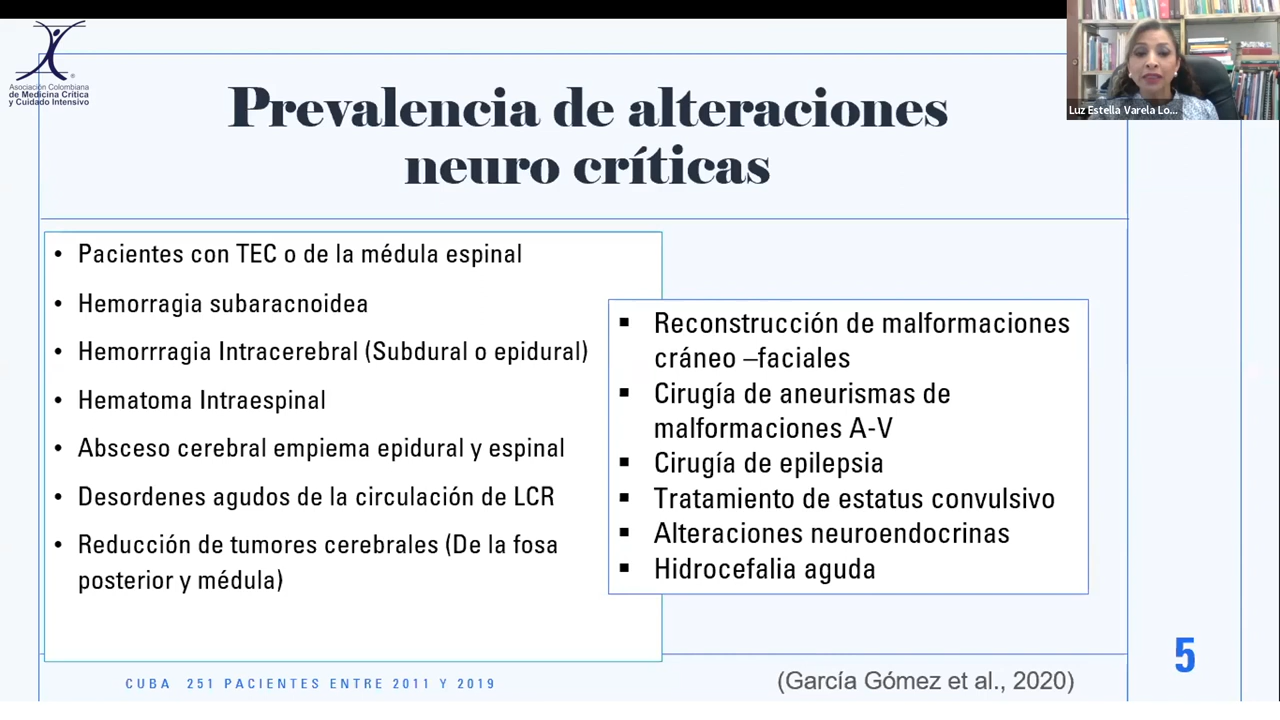 Asociación Colombiana
de Medicina Crítica
y Cuidado Intensivo
Luz Estella Varela Lo...
Prevalencia de alteraciones
neuro críticas
• Pacientes con TEC o de la médula espinal
• Hemorragia subaracnoidea
• Hemorrragia Intracerebral (Subdural o epidural)
• Hematoma Intraespinal
• Absceso cerebral empiema epidural y espinal
• Desordenes agudos de la circulación de LCR
• Reducción de tumores cerebrales (De la fosa
posterior y médula)
▪ Reconstrucción de malformaciones
cráneo –faciales
▪ Cirugía de aneurismas de
malformaciones A-V
▪ Cirugía de epilepsia
▪ Tratamiento de estatus convulsivo
▪ Alteraciones neuroendocrinas
▪ Hidrocefalia aguda
CUBA 251 PACIENTES ENTRE 2011 Y 2019
(García Gómez et al., 2020)
5